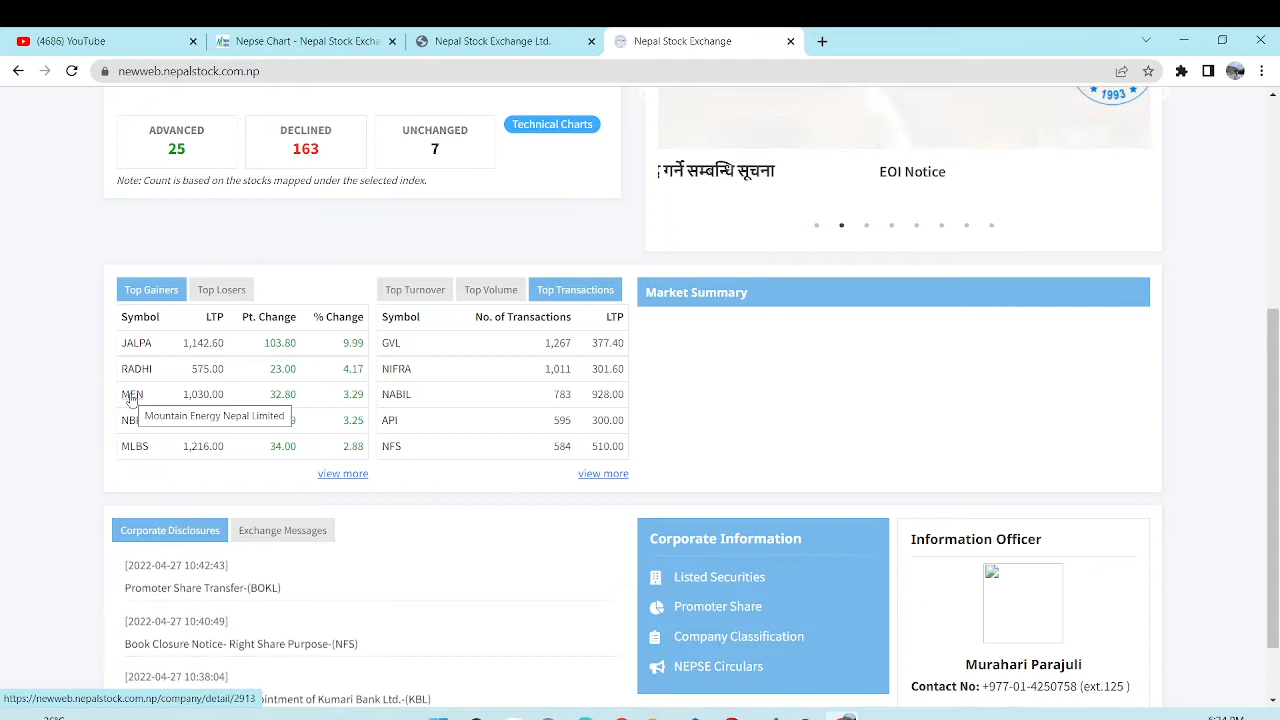 (4686) YouTube
Nepse Chart - Nepal Stock Excha
Nepal Stock Exchange Ltd.
Nepal Stock Exchange
newweb.nepalstock.com.np
1993
ADVANCED
25
DECLINED
163
UNCHANGED
7
Technical Charts
Note: Count is based on the stocks mapped under the selected index.
गर्ने सम्बन्धि सूचना
EOI Notice
Top Gainers Top Losers
Symbol LTP Pt. Change % Change
JALPA 1,142.60 103.80 9.99
RADHI 575.00 23.00 4.17
MEN 1,030.00 32.80 3.29
Mountain Energy Nepal Limited
3.25
MLBS 1,216.00 34.00 2.88
view more
Top Turnover Top Volume Top Transactions
Symbol No. of Transactions LTP
GVL 1,267 377.40
NIFRA 1,011 301.60
NABIL 783 928.00
API 595 300.00
NFS 584 510.00
view more
Market Summary
Corporate Disclosures Exchange Messages
[2022-04-27 10:42:43]
Promoter Share Transfer-(BOKL)
[2022-04-27 10:40:49]
Book Closure Notice- Right Share Purpose-(NFS)
[2022-04-27 10:38:04]
ointment of Kumari Bank Ltd.-(KBL)
Corporate Information
Listed Securities
Promoter Share
Company Classification
NEPSE Circulars
Information Officer
Murahari Parajuli
Contact No: +977-01-4250758 (ext.125 )
https://newweb.nepalstock.com.np/company/detail/2913